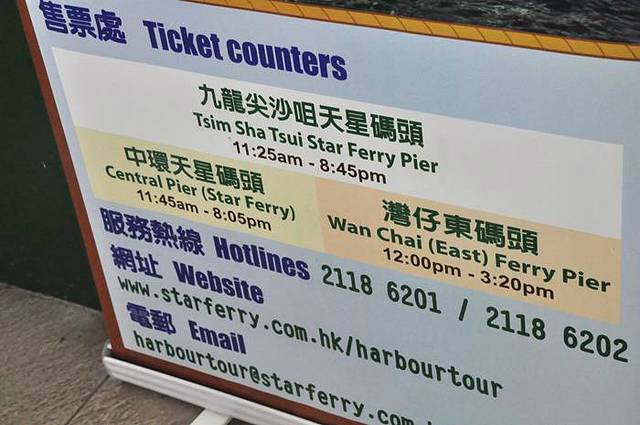 售票處 Ticket counters
九龍尖沙咀天星碼頭
Tsim Sha Tsui Star Ferry Pier
11:25am - 8:45pm
中環天星碼頭
Central Pier (Star Ferry)
11:45am - 8:05pm
灣仔東碼頭
Wan Chai (East) Ferry Pier
12:00pm - 3:20pm
服務熱線 Hotlines 2118 6201 / 2118 6202
網址 Website
www.starferry.com.hk/harbourtour
電郵 Email
harbourtour@starferry.com